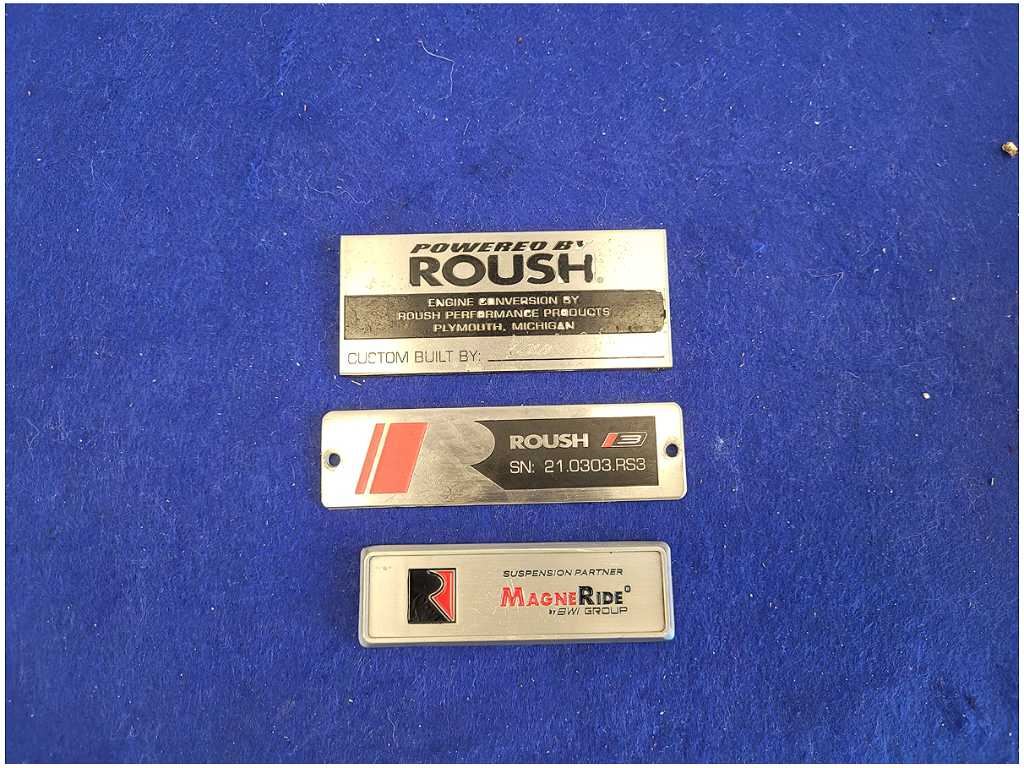 POWERED BY
ROUSH®
ENGINE CONVERSION BY
ROUSH PERFORMANCE PRODUCTS
PLYMOUTH, MICHIGAN
CUSTOM BUILT BY:
ROUSH 3
SN: 21.0303.RS3
R
SUSPENSION PARTNER
MAGNERIDE®
BY BWI GROUP